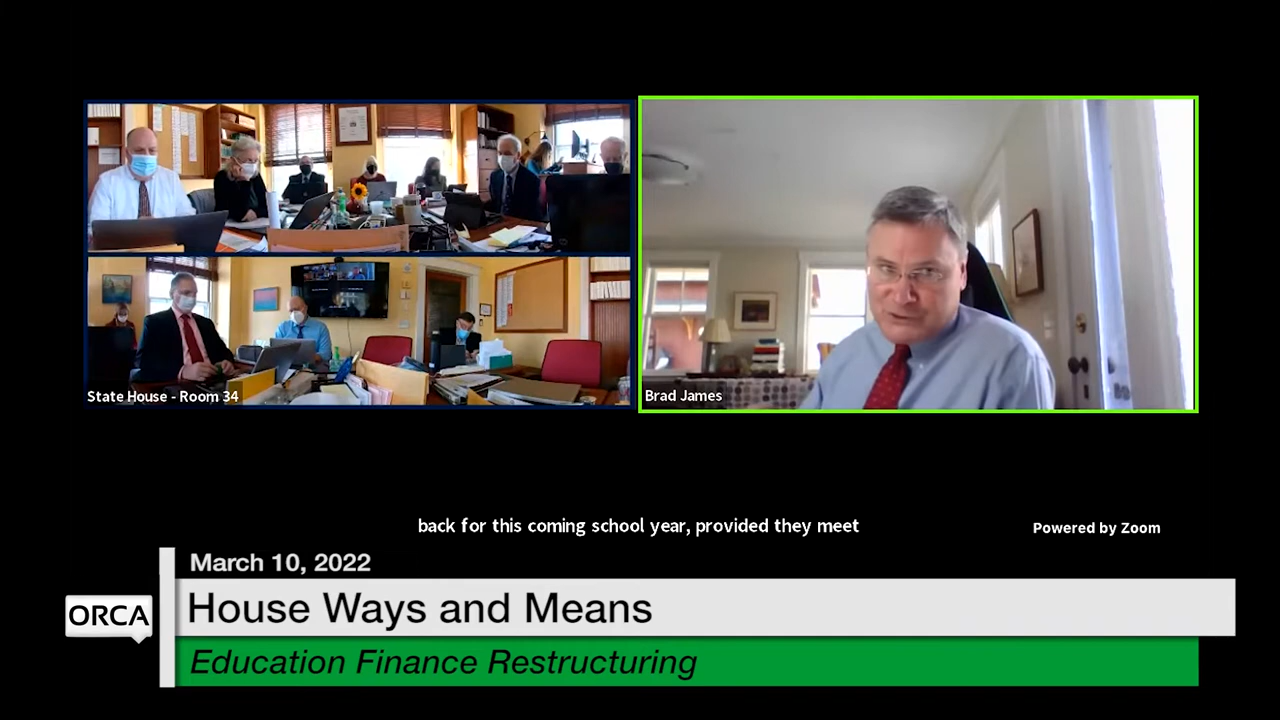 State House - Room 34
Brad James
back for this coming school year, provided they meet
Powered by Zoom
March 10, 2022
ORCA
House Ways and Means
Education Finance Restructuring